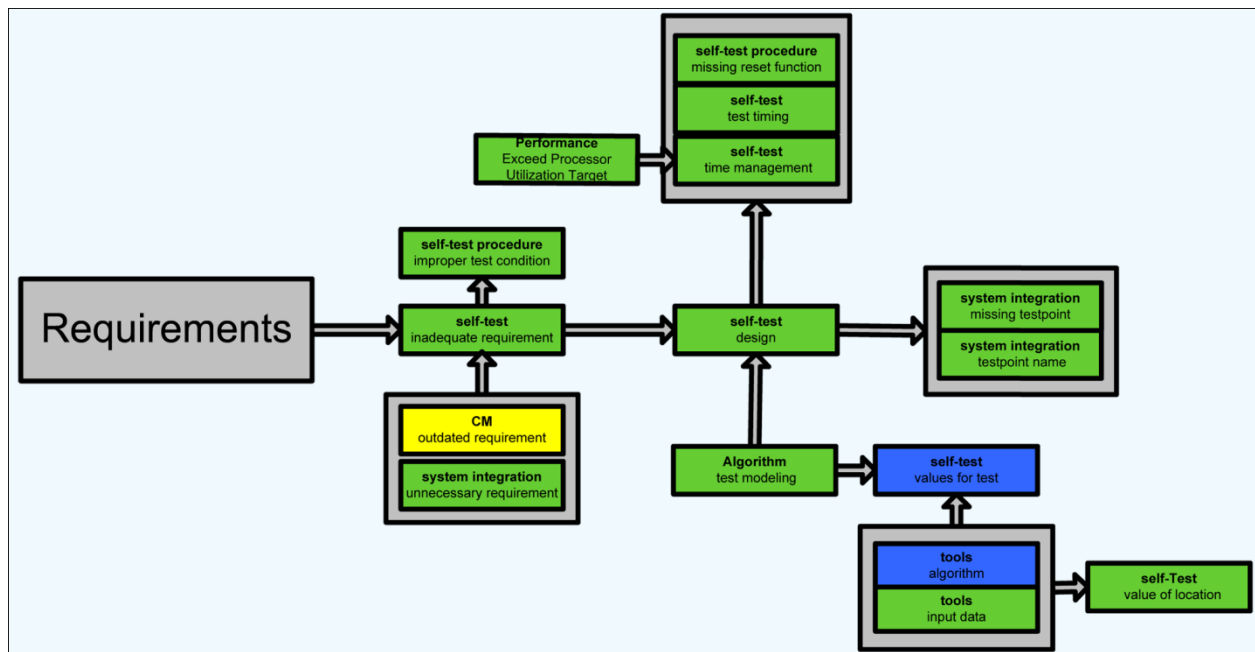 self-test procedure
missing reset function
self-test
test timing
Performance
Exceed Processor
Utilization Target
self-test
time management
self-test procedure
improper test condition
Requirements
self-test
inadequate requirement
self-test
design
system integration
missing testpoint
system integration
testpoint name
CM
outdated requirement
system integration
unnecessary requirement
Algorithm
test modeling
self-test
values for test
tools
algorithm
tools
input data
self-Test
value of location